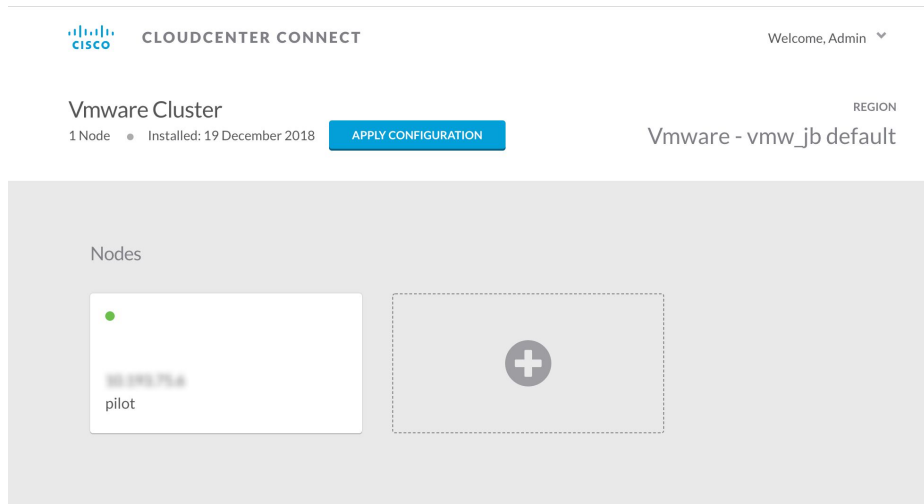 CISCO CLOUDCENTER CONNECT
Welcome, Admin
Vmware Cluster
1 Node • Installed: 19 December 2018 APPLY CONFIGURATION
REGION
Vmware - vmw_jb default
Nodes
pilot